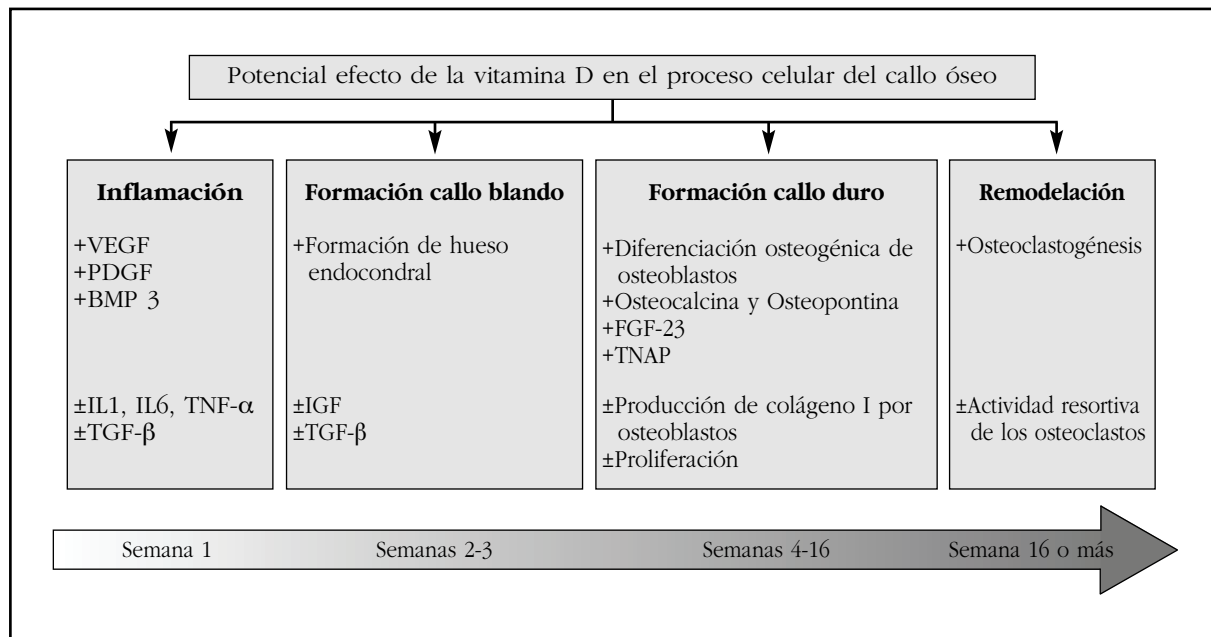 Potencial efecto de la vitamina D en el proceso celular del callo óseo
Inflamación
+VEGF
+PDGF
+BMP 3
±IL1, IL6, TNF-α
±TGF-β
Formación callo blando
+Formación de hueso
endocondral
±IGF
±TGF-β
Formación callo duro
+Diferenciación osteogénica de
osteoblastos
+Osteocalcina y Osteopontina
+FGF-23
+TNAP
±Producción de colágeno I por
osteoblastos
±Proliferación
Remodelación
+Osteoclastogénesis
±Actividad resortiva
de los osteoclastos
Semana 1
Semanas 2-3
Semanas 4-16
Semana 16 o más